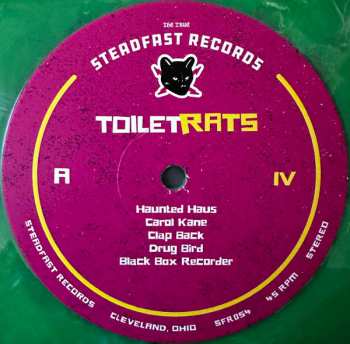 STEADFAST RECORDS
TOILETRATS
A
IV
Haunted Haus
Carol Kane
Clap Back
Drug Bird
Black Box Recorder
STEADFAST RECORDS CLEVELAND, OHIO SFR054 45 RPM STEREO